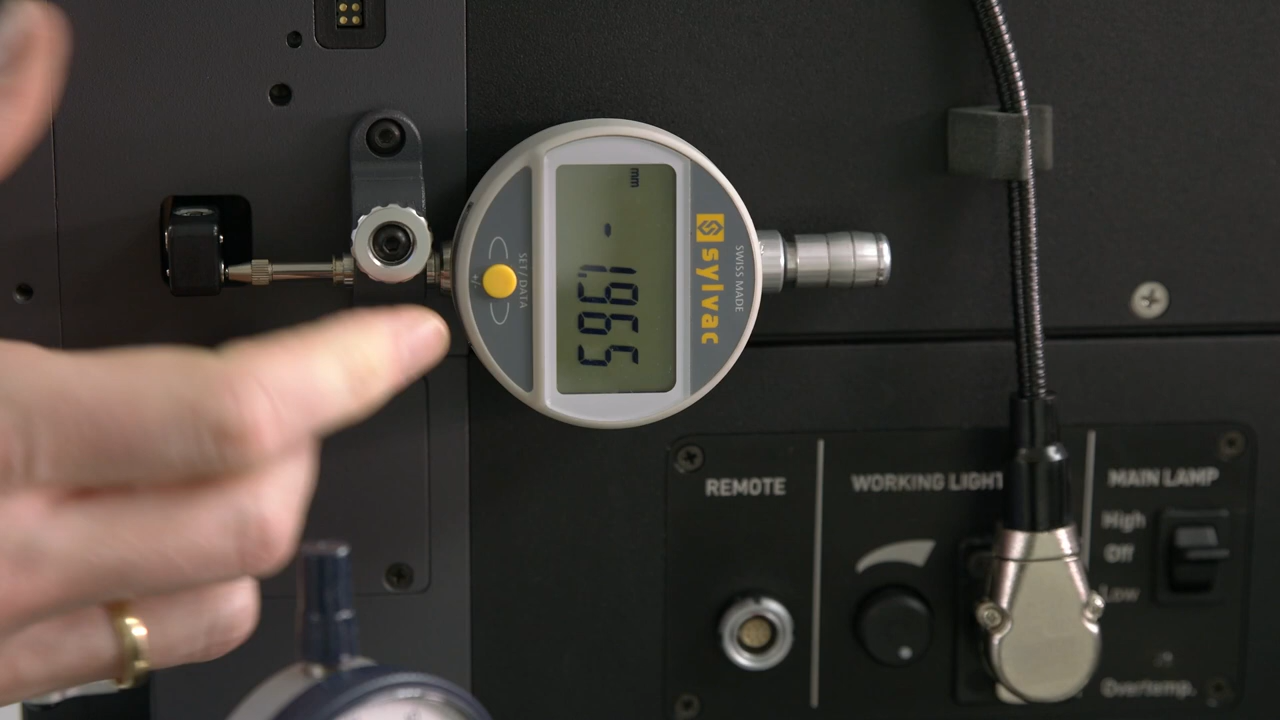 SWISS MADE
sylvac
mm
- 1.965
SET/DATA
+/-
REMOTE
WORKING LIGHT
MAIN LAMP
High
Off
Low
Overtemp.